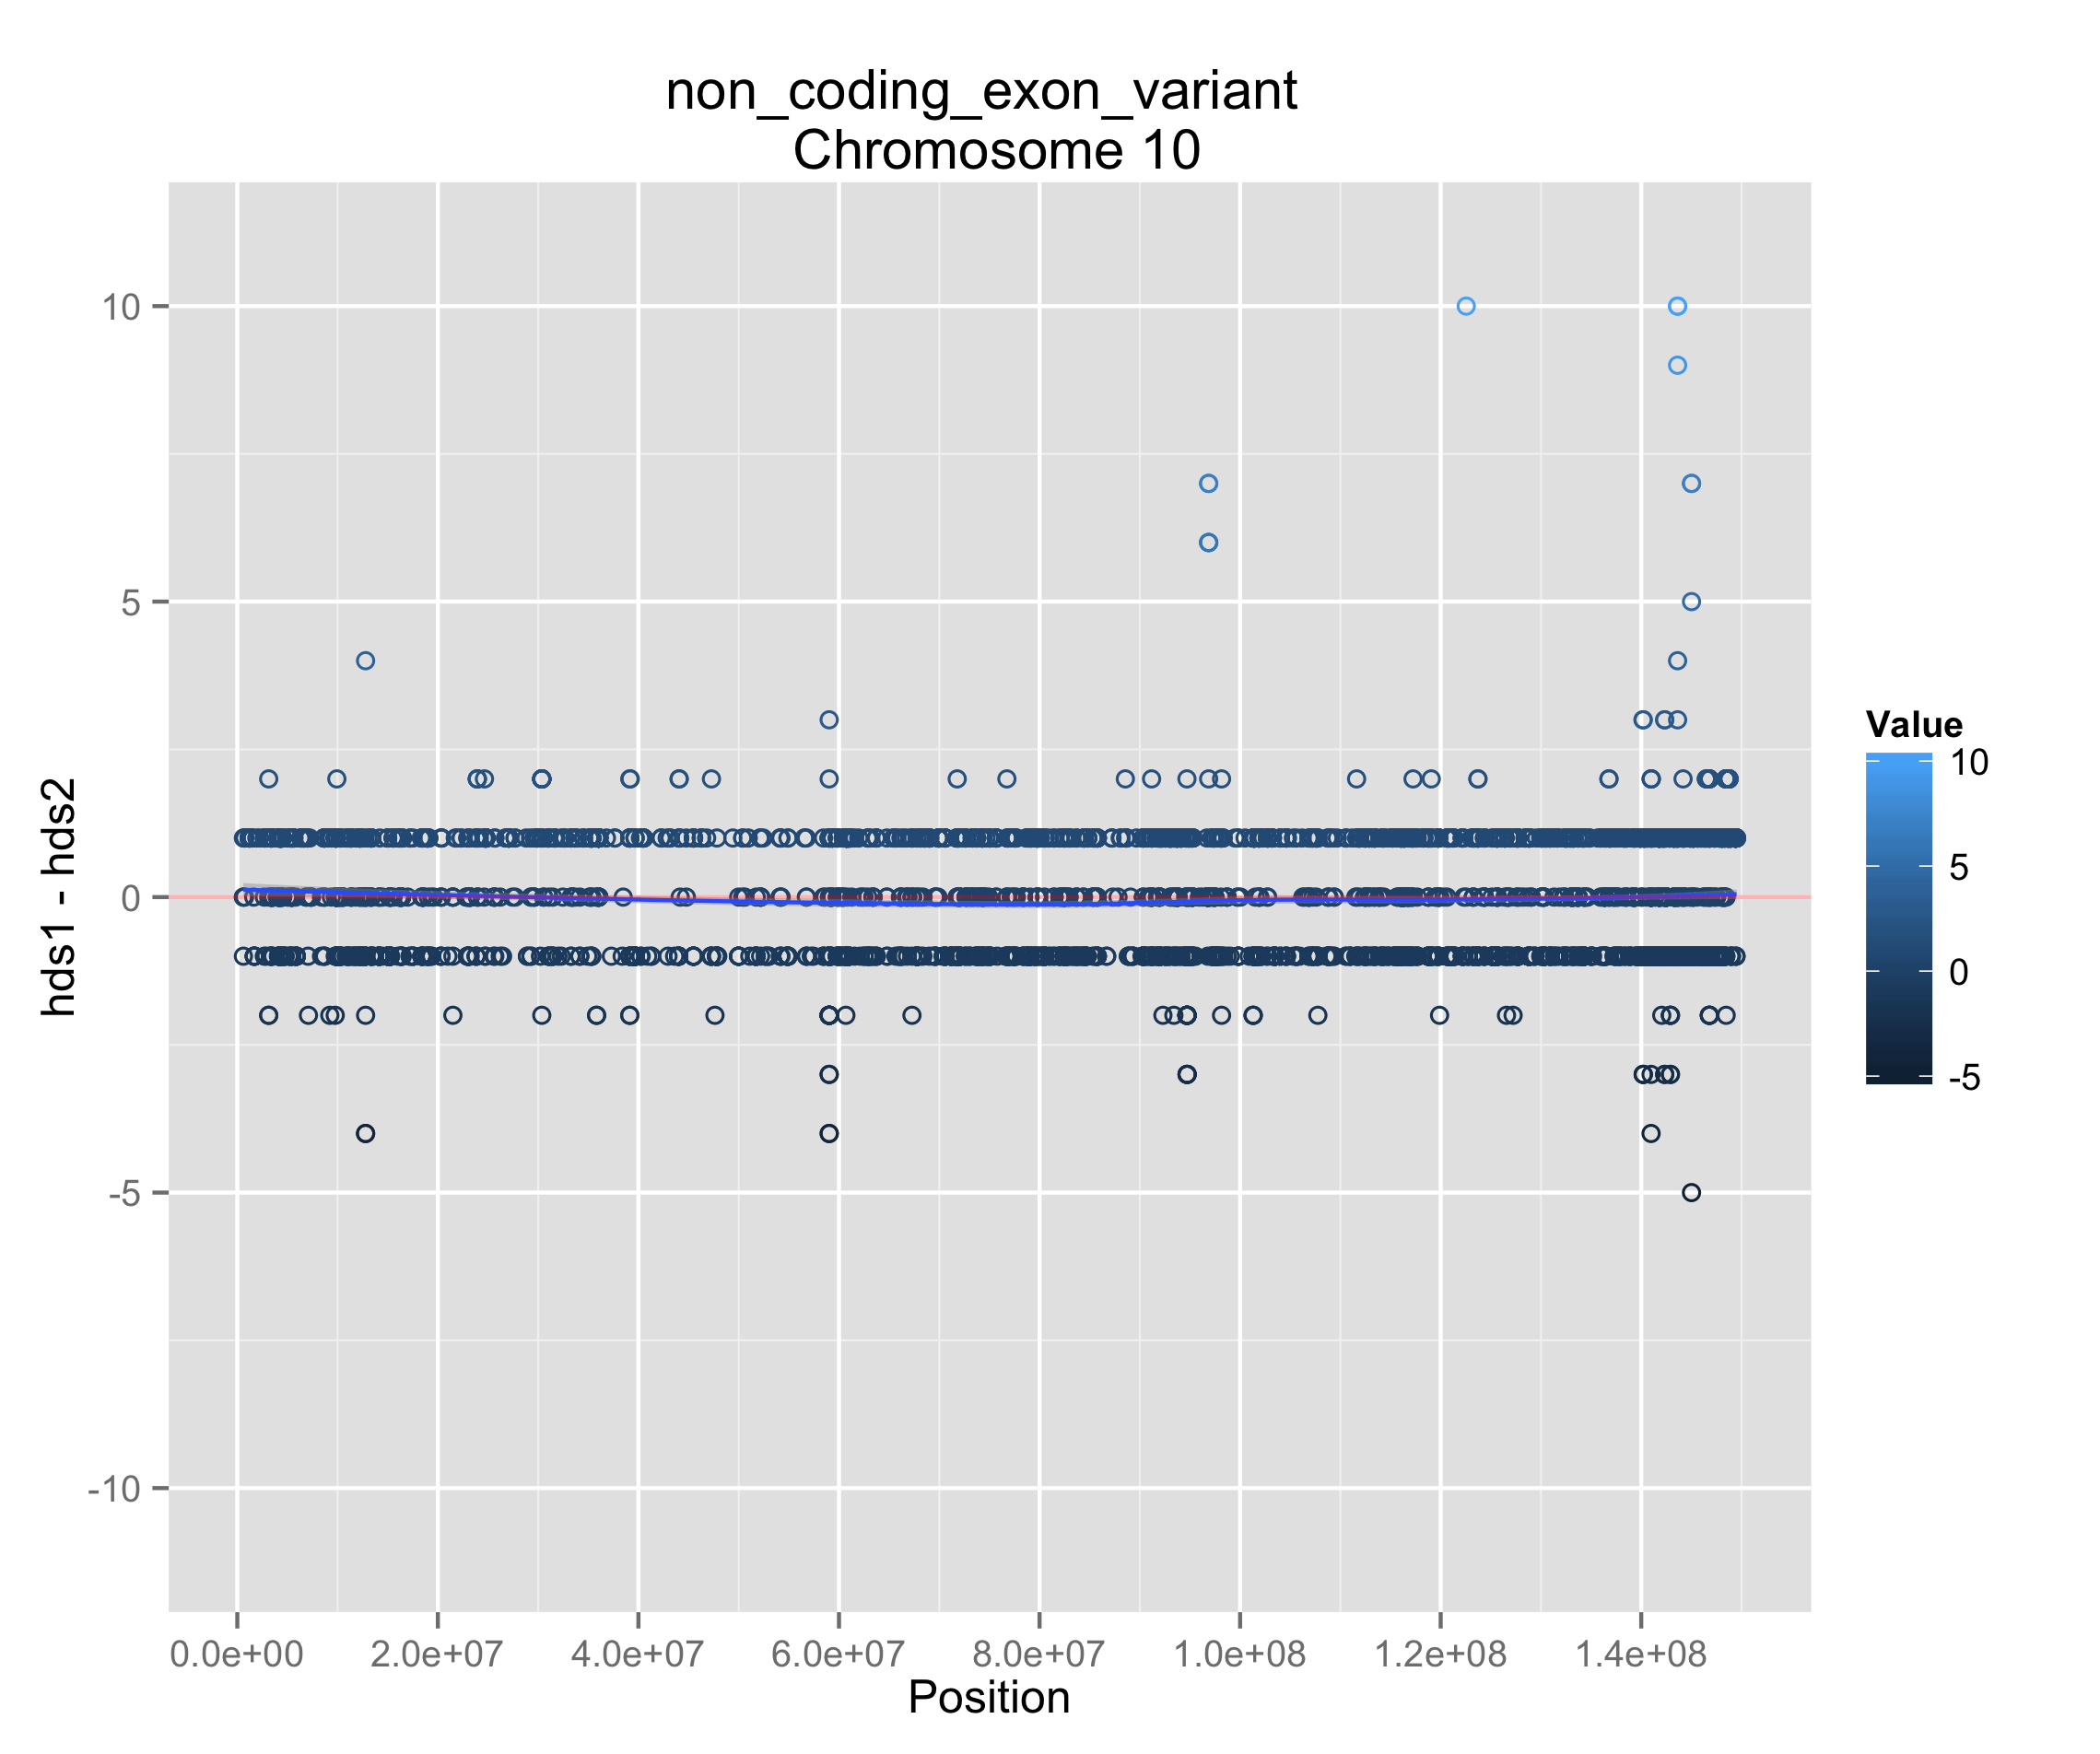 non_coding_exon_variant
Chromosome 10
10
5
0
-5
-10
hds1 - hds2
0.0e+00 2.0e+07 4.0e+07 6.0e+07 8.0e+07 1.0e+08 1.2e+08 1.4e+08
Position
Value
10
5
0
-5